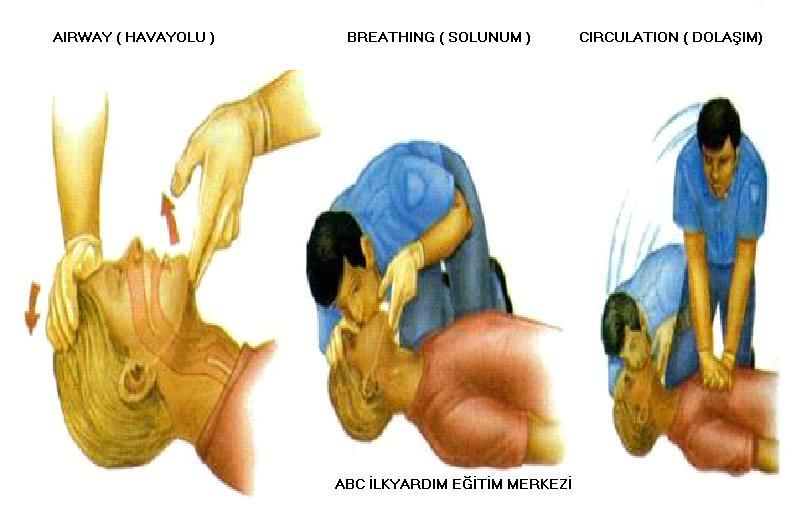 AIRWAY ( HAVAYOLU )
BREATHING ( SOLUNUM )
CIRCULATION ( DOLAŞIM)
ABC İLKYARDIM EĞİTİM MERKEZİ